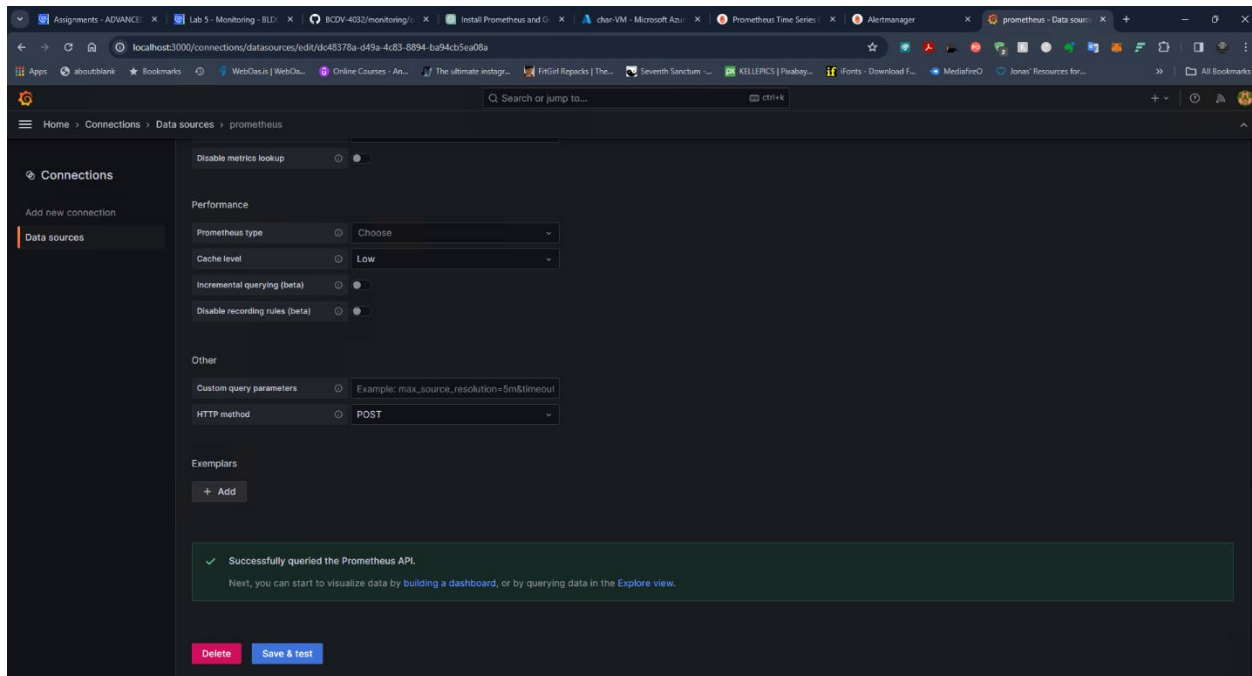 Assignments - ADVANCE
Lab 5 - Monitoring - BLD
BCDV-4032/monitoring/
Install Prometheus and G
char-VM - Microsoft Azu
Prometheus Time Series
Alertmanager
prometheus - Data sourc
localhost:3000/connections/datasources/edit/dc48378a-d49a-4c83-8894-ba94cb5ea08a
Apps
aboutblank
Bookmarks
WebOas.is | WebOa...
Online Courses - An...
The ultimate instagr...
FitGirl Repacks | The...
Seventh Sanctum -...
KELLEPICS | Pixabay...
iFonts - Download F...
MediafireO
Jonas' Resources for...
»
All Bookmarks
Search or jump to...
ctrl+k
Home › Connections › Data sources › prometheus
Connections
Add new connection
Data sources
Disable metrics lookup
Performance
Prometheus type
Choose
Cache level
Low
Incremental querying (beta)
Disable recording rules (beta)
Other
Custom query parameters
Example: max_source_resolution=5m&timeout
HTTP method
POST
Exemplars
+ Add
Successfully queried the Prometheus API.
Next, you can start to visualize data by building a dashboard, or by querying data in the Explore view.
Delete
Save & test